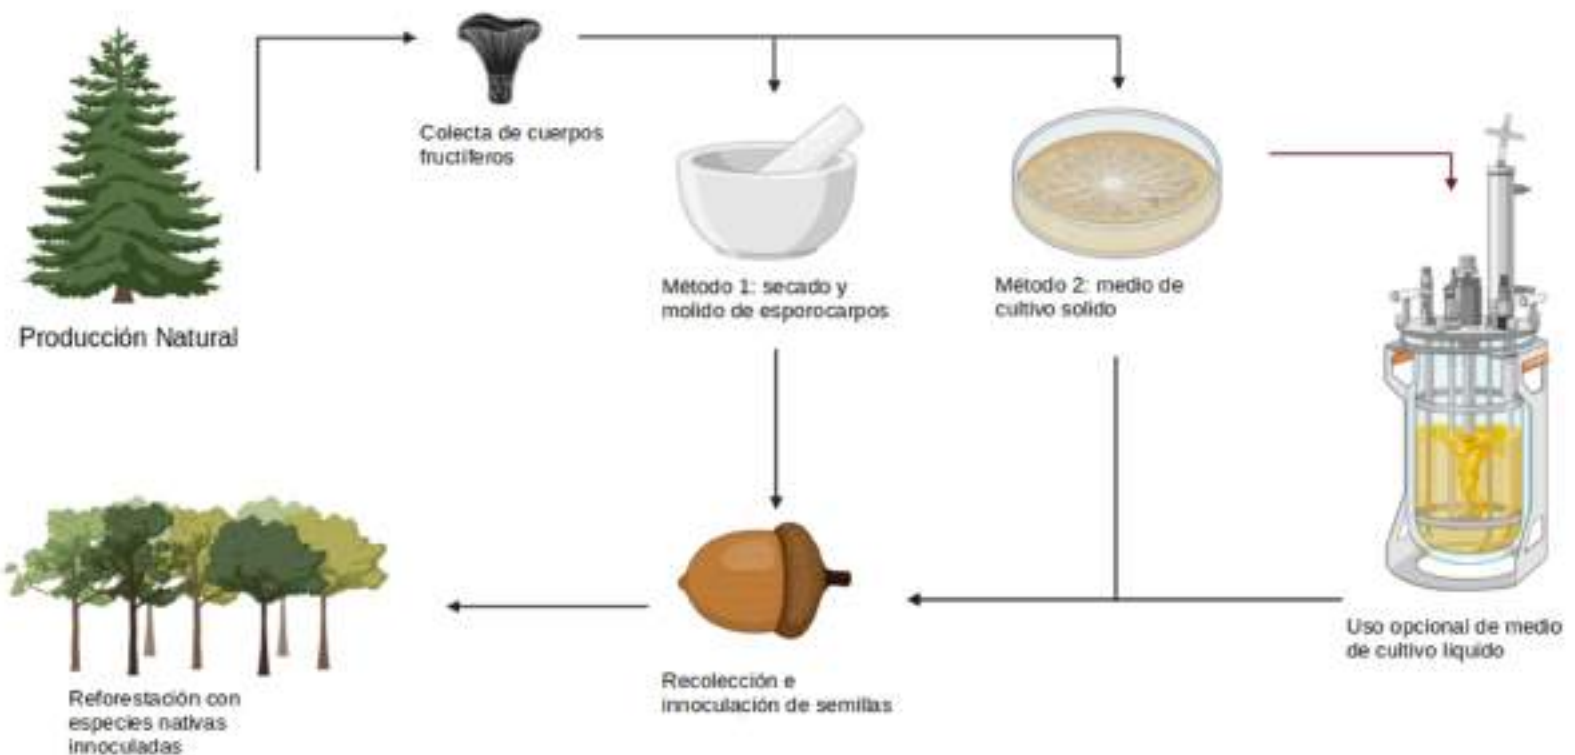 Colecta de cuerpos
fructíferos
Producción Natural
Método 1: secado y
molido de esporocarpos
Método 2: medio de
cultivo solido
Uso opcional de medio
de cultivo líquido
Recolección e
innoculación de semillas
Reforestación con
especies nativas
innoculadas